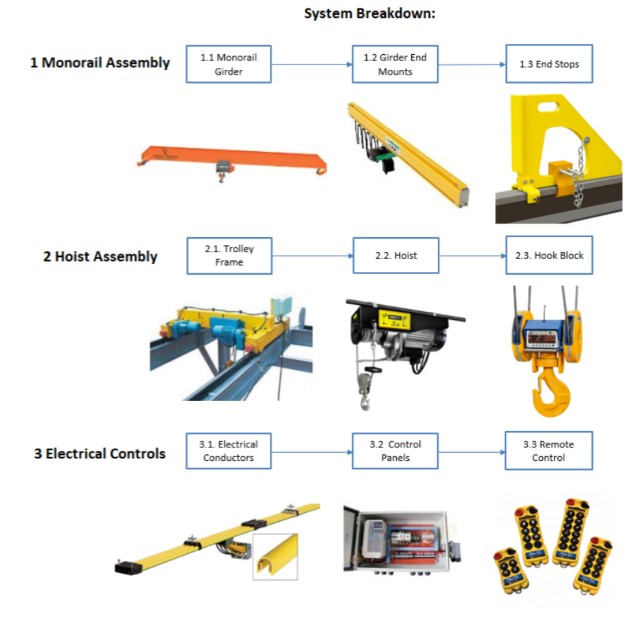 System Breakdown:
1 Monorail Assembly
1.1 Monorail
Girder
1.2 Girder End
Mounts
1.3 End Stops
2 Hoist Assembly
2.1. Trolley
Frame
2.2. Hoist
2.3. Hook Block
3 Electrical Controls
3.1. Electrical
Conductors
3.2 Control
Panels
3.3 Remote
Control